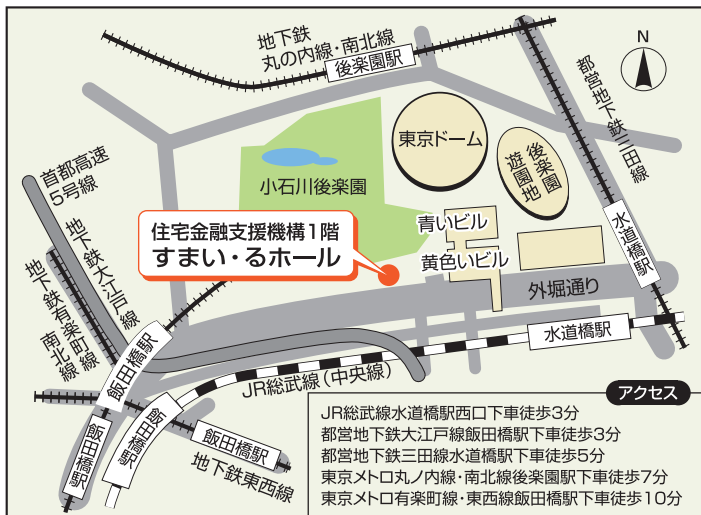 地下鉄
丸の内線・南北線
後楽園駅
N
都営地下鉄三田線
東京ドーム
後楽園
遊園地
首都高速
5号線
小石川後楽園
地下鉄大江戸線
地下鉄有楽町線
南北線
住宅金融支援機構1階
すまい・るホール
青いビル
黄色いビル
水道橋駅
外堀通り
水道橋駅
飯田橋駅
JR総武線(中央線)
飯田橋駅
飯田橋駅
飯田橋駅
地下鉄東西線
アクセス
JR総武線水道橋駅西口下車徒歩3分
都営地下鉄大江戸線飯田橋駅下車徒歩3分
都営地下鉄三田線水道橋駅下車徒歩5分
東京メトロ丸ノ内線・南北線後楽園駅下車徒歩7分
東京メトロ有楽町線・東西線飯田橋駅下車徒歩10分